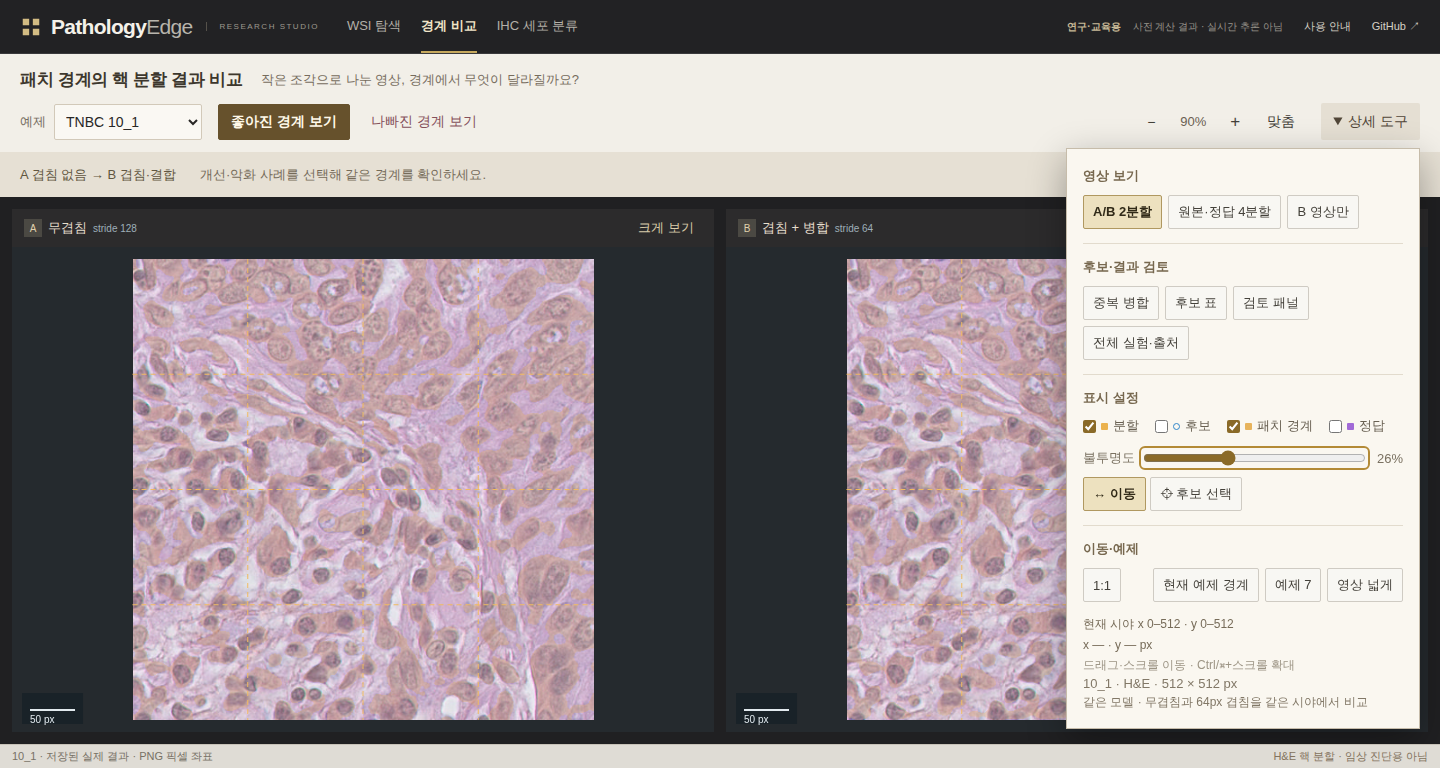 PathologyEdge RESEARCH STUDIO WSI 탐색 경계 비교 IHC 세포 분류 연구·교육용 사전 계산 결과 · 실시간 추론 아님 사용 안내 GitHub ↗
패치 경계의 핵 분할 결과 비교 작은 조각으로 나눈 영상, 경계에서 무엇이 달라질까요?
예제 TNBC 10_1 좋아진 경계 보기 나빠진 경계 보기 − 90% + 맞춤 ▼ 상세 도구
A 겹침 없음 → B 겹침·결합 개선·악화 사례를 선택해 같은 경계를 확인하세요.
A 무겹침 stride 128 크게 보기
B 겹침 + 병합 stride 64
50 px
50 px
영상 보기
A/B 2분할 원본·정답 4분할 B 영상만
후보·결과 검토
중복 병합 후보 표 검토 패널
전체 실험·출처
표시 설정
분할 후보 패치 경계 정답
불투명도 26%
↔ 이동 후보 선택
이동·예제
1:1 현재 예제 경계 예제 7 영상 넓게
현재 시야 x 0–512 · y 0–512
x — · y — px
드래그·스크롤 이동 · Ctrl/⌘+스크롤 확대
10_1 · H&E · 512 × 512 px
같은 모델 · 무겹침과 64px 겹침을 같은 시야에서 비교
10_1 · 저장된 실제 결과 · PNG 픽셀 좌표 H&E 핵 분할 · 임상 진단용 아님